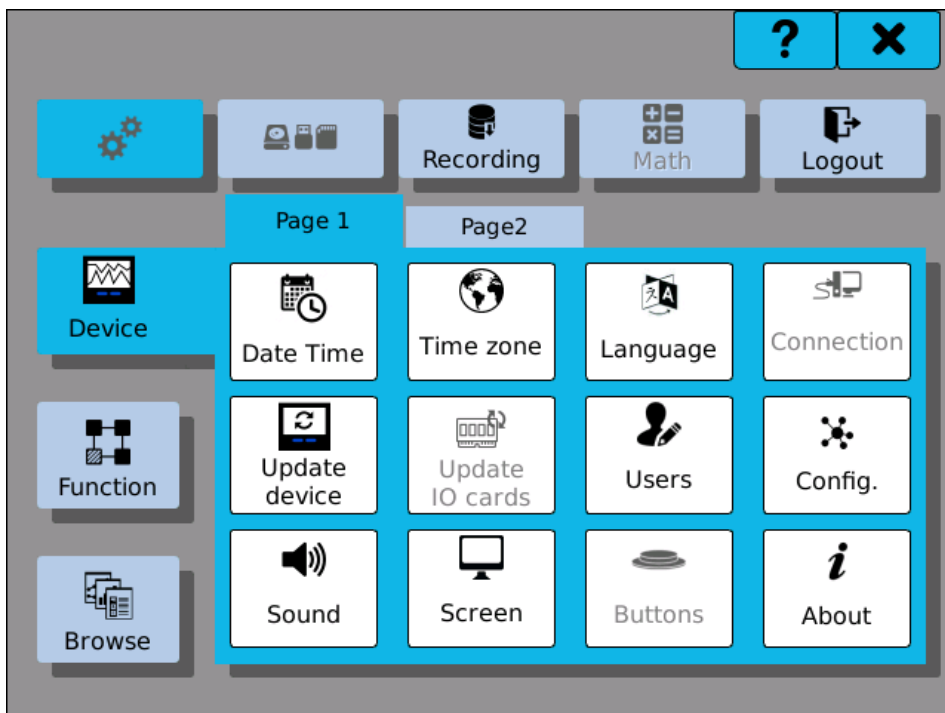 ?
Recording
Math
Logout
Page 1
Page2
Device
Date Time
Time zone
Language
Connection
Function
Update
device
Update
IO cards
Users
Config.
Browse
Sound
Screen
Buttons
About